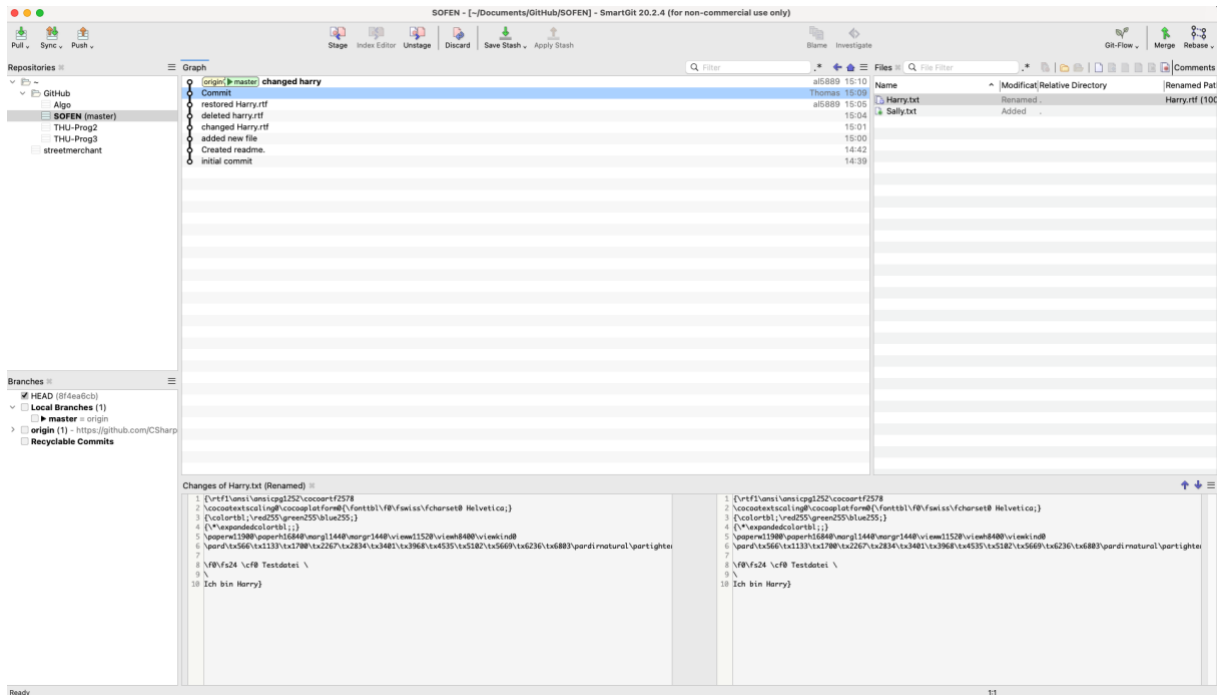 SOFEN - [~/Documents/GitHub/SOFEN] - SmartGit 20.2.4 (for non-commercial use only)
Pull Sync Push Stage Index Editor Unstage Discard Save Stash Apply Stash Blame Investigate Git-Flow Merge Rebase
Repositories
~
GitHub
Algo
SOFEN (master)
THU-Prog2
THU-Prog3
streetmerchant
Graph
Filter
origin master changed harry al5889 15:10
Commit Thomas 15:09
restored Harry.rtf al5889 15:05
deleted harry.rtf 15:04
changed Harry.rtf 15:01
added new file 15:00
Created readme. 14:42
initial commit 14:39
Files File Filter Comments
Name Modificat Relative Directory Renamed Pat
Harry.txt Renamed . Harry.rtf (100
Sally.txt Added .
Branches
HEAD (8f4ea6cb)
Local Branches (1)
master = origin
origin (1) - https://github.com/CSharp
Recyclable Commits
Changes of Harry.txt (Renamed)
1 {\rtf1\ansi\ansicpg1252\cocoartf2578
2 \cocoatextscaling0\cocoaplatform0{\fonttbl\f0\fswiss\fcharset0 Helvetica;}
3 {\colortbl;\red255\green255\blue255;}
4 {\*\expandedcolortbl;;}
5 \paperw11900\paperh16840\margl1440\margr1440\vieww11520\viewh8400\viewkind0
6 \pard\tx566\tx1133\tx1700\tx2267\tx2834\tx3401\tx3968\tx4535\tx5102\tx5669\tx6236\tx6803\pardirnatural\partighten
7
8 \f0\fs24 \cf0 Testdatei \
9 \
10 Ich bin Harry}
1 {\rtf1\ansi\ansicpg1252\cocoartf2578
2 \cocoatextscaling0\cocoaplatform0{\fonttbl\f0\fswiss\fcharset0 Helvetica;}
3 {\colortbl;\red255\green255\blue255;}
4 {\*\expandedcolortbl;;}
5 \paperw11900\paperh16840\margl1440\margr1440\vieww11520\viewh8400\viewkind0
6 \pard\tx566\tx1133\tx1700\tx2267\tx2834\tx3401\tx3968\tx4535\tx5102\tx5669\tx6236\tx6803\pardirnatural\partighten
7
8 \f0\fs24 \cf0 Testdatei \
9 \
10 Ich bin Harry}
Ready 1:1